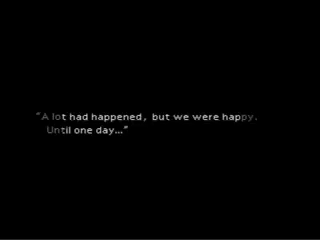 “A lot had happened, but we were happy.
Until one day...”